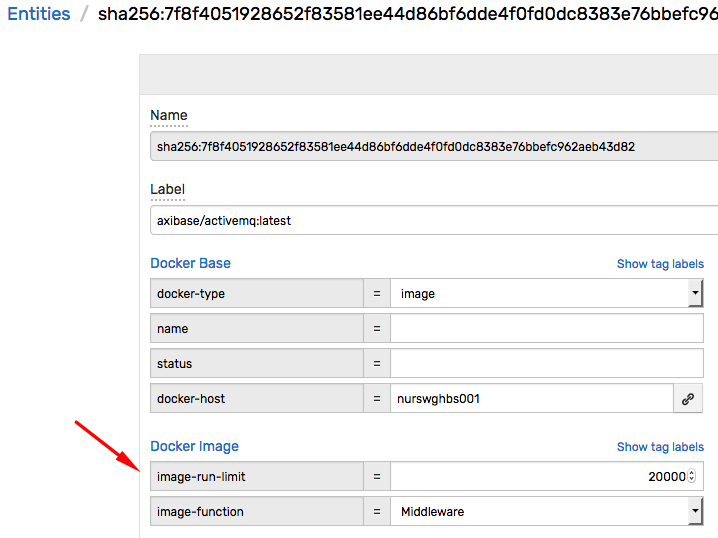 Entities / sha256:7f8f4051928652f83581ee44d86bf6dde4f0fd0dc8383e76bbefc96
Name
sha256:7f8f4051928652f83581ee44d86bf6dde4f0fd0dc8383e76bbefc962aeb43d82
Label
axibase/activemq:latest
Docker Base Show tag labels
docker-type = image
name =
status =
docker-host = nurswghbs001
Docker Image Show tag labels
image-run-limit = 20000
image-function = Middleware